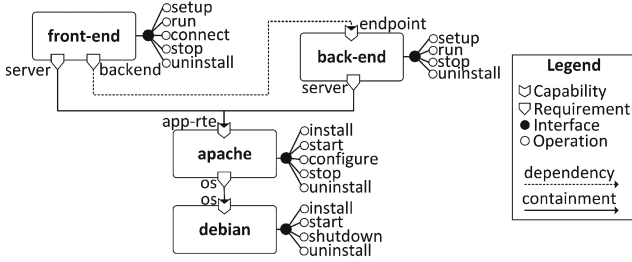 front-end
setup
run
connect
stop
uninstall
server
backend
endpoint
back-end
setup
run
stop
uninstall
server
app-rte
apache
install
start
configure
stop
uninstall
os
os
debian
install
start
shutdown
uninstall
Legend
Capability
Requirement
Interface
Operation
dependency
containment